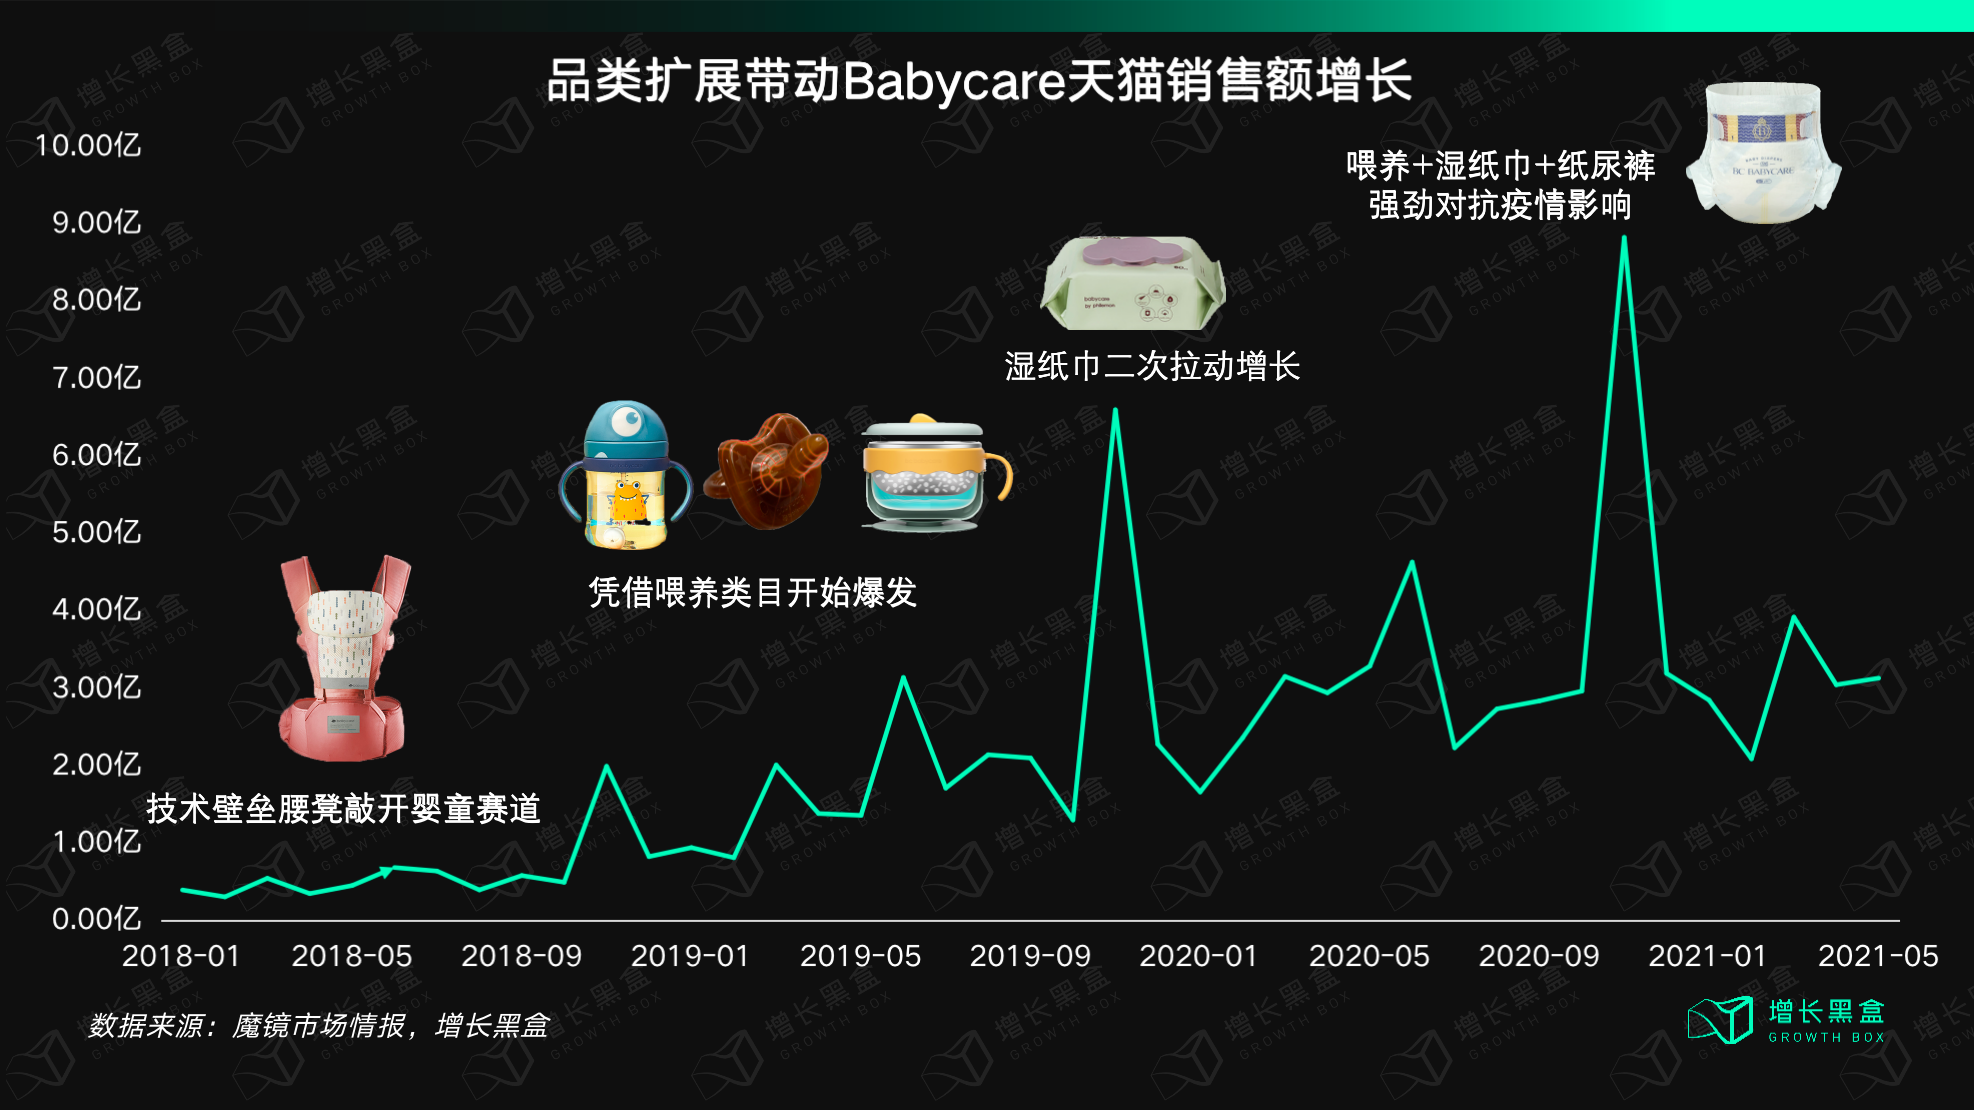 品类扩展带动Babycare天猫销售额增长
10.00亿
9.00亿
8.00亿
7.00亿
6.00亿
5.00亿
4.00亿
3.00亿
2.00亿
1.00亿
0.00亿
喂养+湿纸巾+纸尿裤
强劲对抗疫情影响
BC BABYCARE
babycare
湿纸巾二次拉动增长
凭借喂养类目开始爆发
技术壁垒腰凳敲开婴童赛道
2018-01
2018-05
2018-09
2019-01
2019-05
2019-09
2020-01
2020-05
2020-09
2021-01
2021-05
数据来源：魔镜市场情报，增长黑盒
增长黑盒
GROWTH BOX